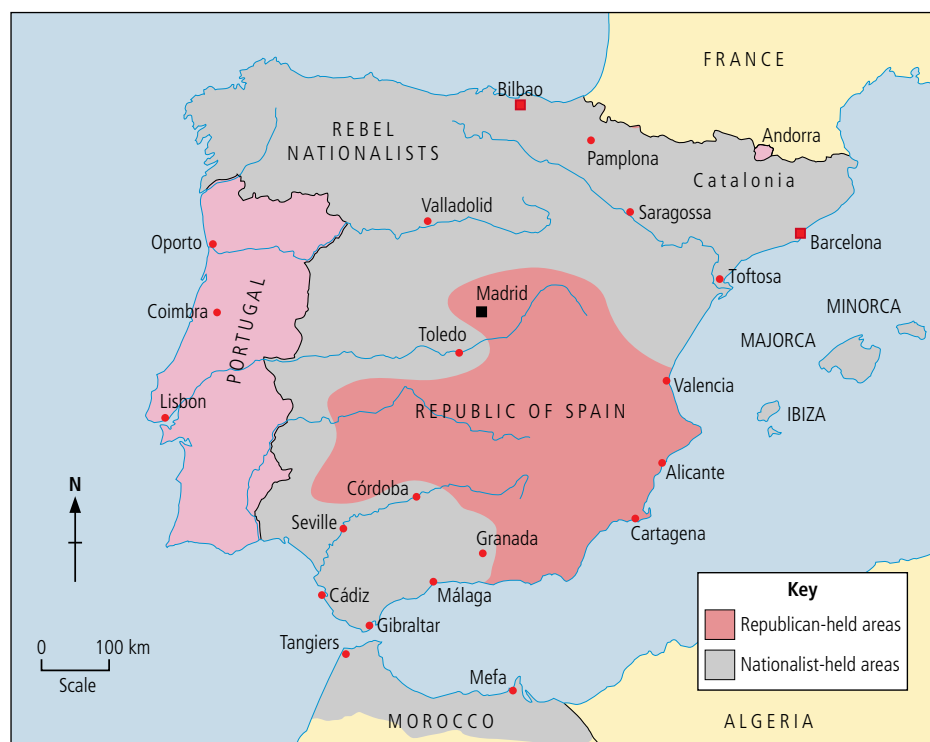 FRANCE
Bilbao
Andorra
REBEL
NATIONALISTS
Pamplona
Catalonia
Valladolid
Saragossa
Oporto
Barcelona
Toftosa
Madrid
MINORCA
Coimbra
PORTUGAL
Toledo
MAJORCA
Valencia
Lisbon
REPUBLIC OF SPAIN
IBIZA
Alicante
N
Córdoba
Seville
Granada
Cartagena
Cádiz
Málaga
Gibraltar
Tangiers
Mefa
MOROCCO
ALGERIA
0 100 km
Scale
Key
Republican-held areas
Nationalist-held areas